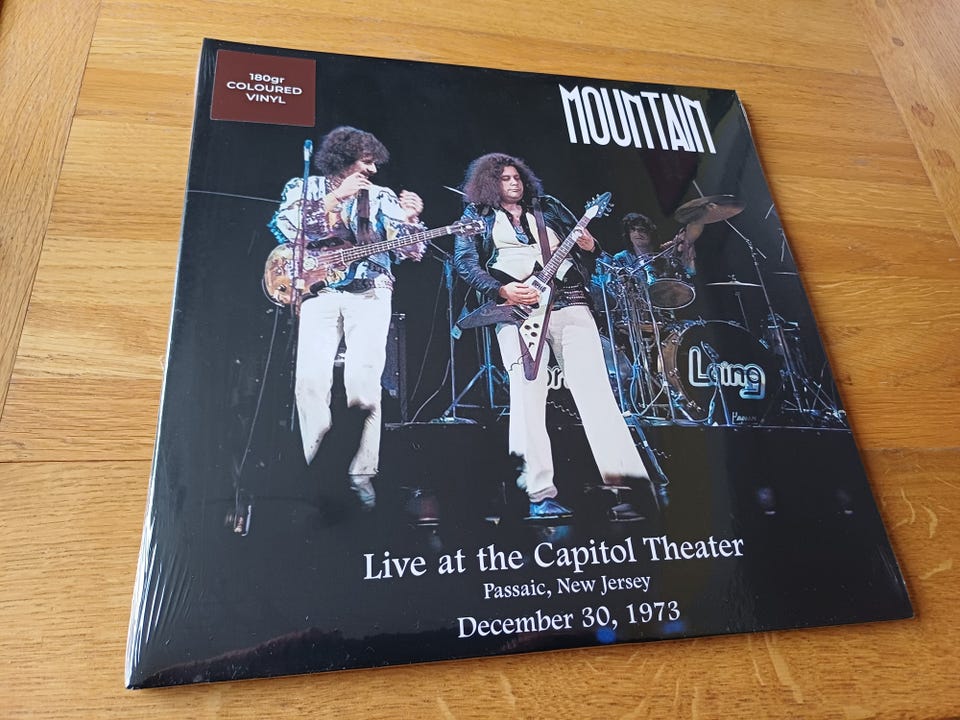 180gr
COLOURED
VINYL
MOUNTAIN
Laing
Live at the Capitol Theater
Passaic, New Jersey
December 30, 1973